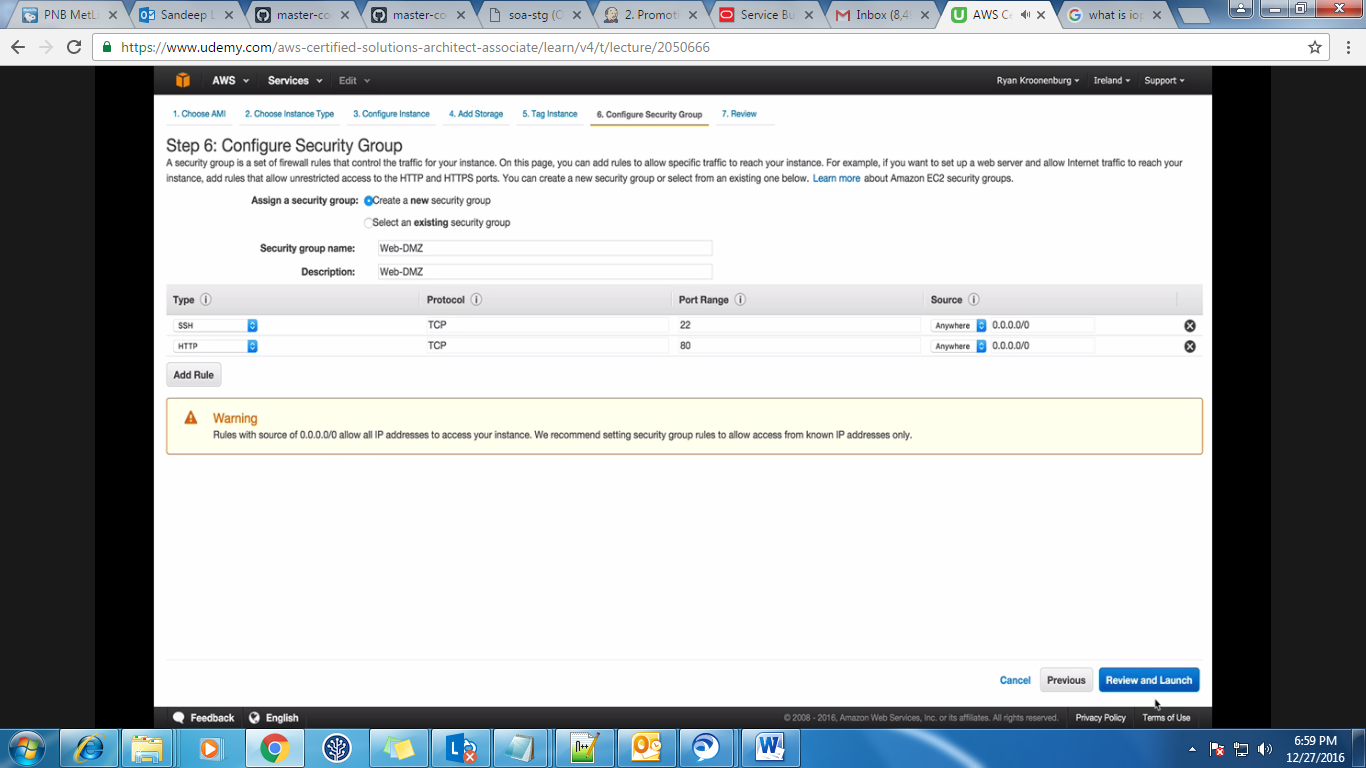 PNB MetL
Sandeep L
master-co
master-co
soa-stg (O
2. Promoti
Service Bu
Inbox (8,4
AWS Ce
what is iop
https://www.udemy.com/aws-certified-solutions-architect-associate/learn/v4/t/lecture/2050666
AWS Services Edit Ryan Kroonenburg Ireland Support
1. Choose AMI 2. Choose Instance Type 3. Configure Instance 4. Add Storage 5. Tag Instance 6. Configure Security Group 7. Review
Step 6: Configure Security Group
A security group is a set of firewall rules that control the traffic for your instance. On this page, you can add rules to allow specific traffic to reach your instance. For example, if you want to set up a web server and allow Internet traffic to reach your
instance, add rules that allow unrestricted access to the HTTP and HTTPS ports. You can create a new security group or select from an existing one below. Learn more about Amazon EC2 security groups.
Assign a security group: Create a new security group
Select an existing security group
Security group name: Web-DMZ
Description: Web-DMZ
Type Protocol Port Range Source
SSH TCP 22 Anywhere 0.0.0.0/0
HTTP TCP 80 Anywhere 0.0.0.0/0
Add Rule
Warning
Rules with source of 0.0.0.0/0 allow all IP addresses to access your instance. We recommend setting security group rules to allow access from known IP addresses only.
Cancel Previous Review and Launch
Feedback English © 2008 - 2016, Amazon Web Services, Inc. or its affiliates. All rights reserved. Privacy Policy Terms of Use
6:59 PM
12/27/2016